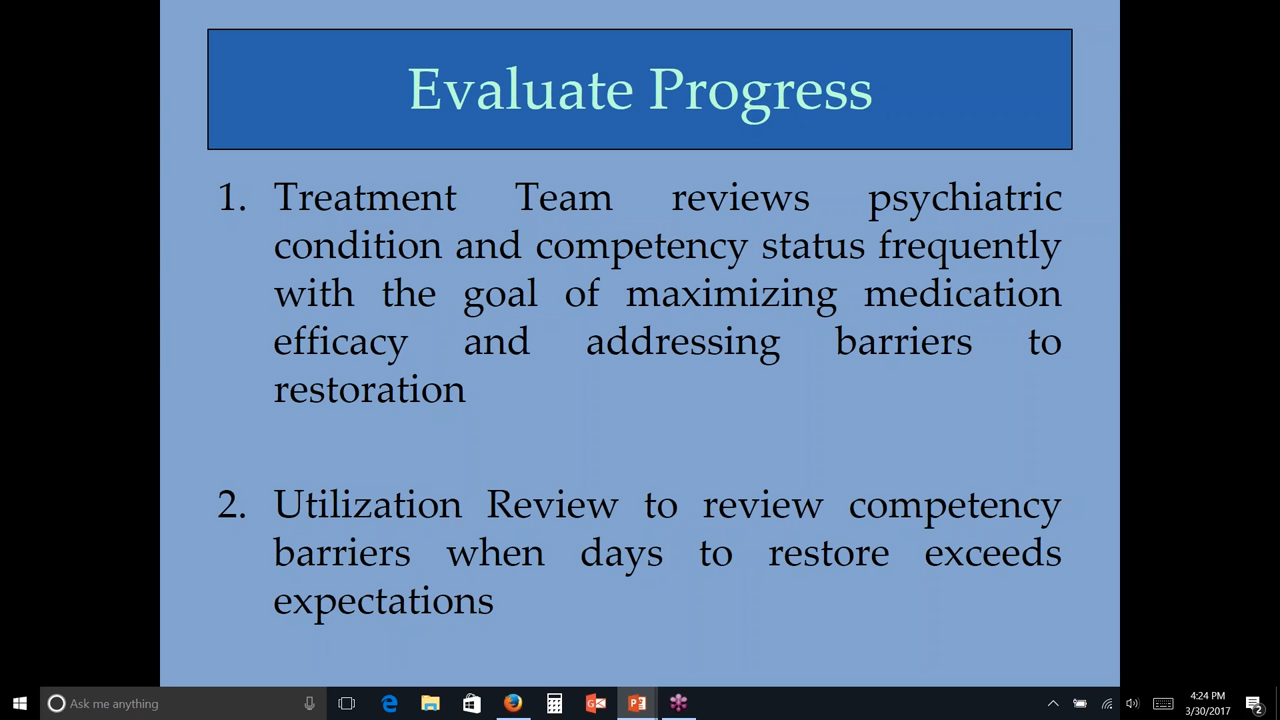 Evaluate Progress
1. Treatment Team reviews psychiatric
condition and competency status frequently
with the goal of maximizing medication
efficacy and addressing barriers to
restoration
2. Utilization Review to review competency
barriers when days to restore exceeds
expectations
Ask me anything
4:24 PM
3/30/2017
2